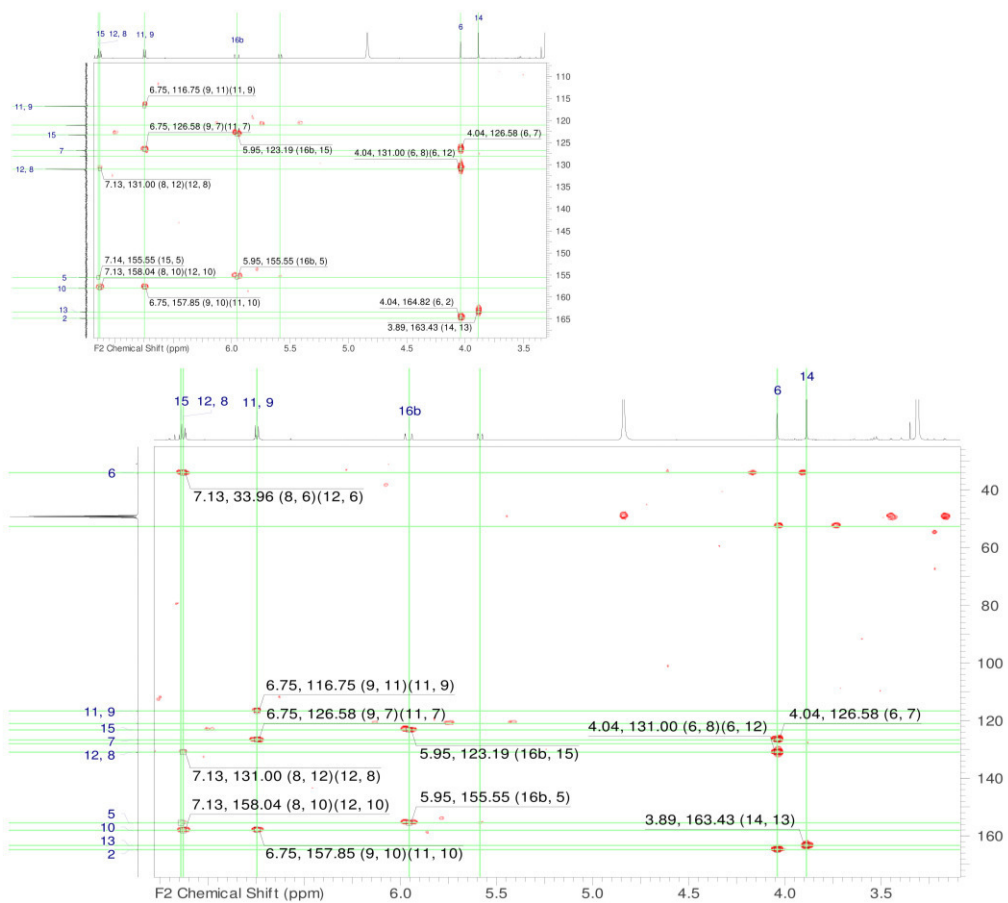 14
15 12, 8 11, 9 16b 6
6.75, 116.75 (9, 11)(11, 9)
6.75, 126.58 (9, 7)(11, 7)
4.04, 126.58 (6, 7)
5.95, 123.19 (16b, 15)
4.04, 131.00 (6, 8)(6, 12)
7.13, 131.00 (8, 12)(12, 8)
7.14, 155.55 (15, 5)
5.95, 155.55 (16b, 5)
7.13, 158.04 (8, 10)(12, 10)
6.75, 157.85 (9, 10)(11, 10)
4.04, 164.82 (6, 2)
3.89, 163.43 (14, 13)
11, 9
15
7
12, 8
5
10
13
2
110
115
120
125
130
135
140
145
150
155
160
165
F2 Chemical Shift (ppm) 6.0 5.5 5.0 4.5 4.0 3.5
15 12, 8 11, 9 16b 6 14
6
7.13, 33.96 (8, 6)(12, 6)
6.75, 116.75 (9, 11)(11, 9)
6.75, 126.58 (9, 7)(11, 7)
4.04, 131.00 (6, 8)(6, 12)
4.04, 126.58 (6, 7)
5.95, 123.19 (16b, 15)
7.13, 131.00 (8, 12)(12, 8)
7.13, 158.04 (8, 10)(12, 10)
5.95, 155.55 (16b, 5)
3.89, 163.43 (14, 13)
6.75, 157.85 (9, 10)(11, 10)
11, 9
15
7
12, 8
5
10
13
2
40
60
80
100
120
140
160
F2 Chemical Shift (ppm) 6.0 5.5 5.0 4.5 4.0 3.5